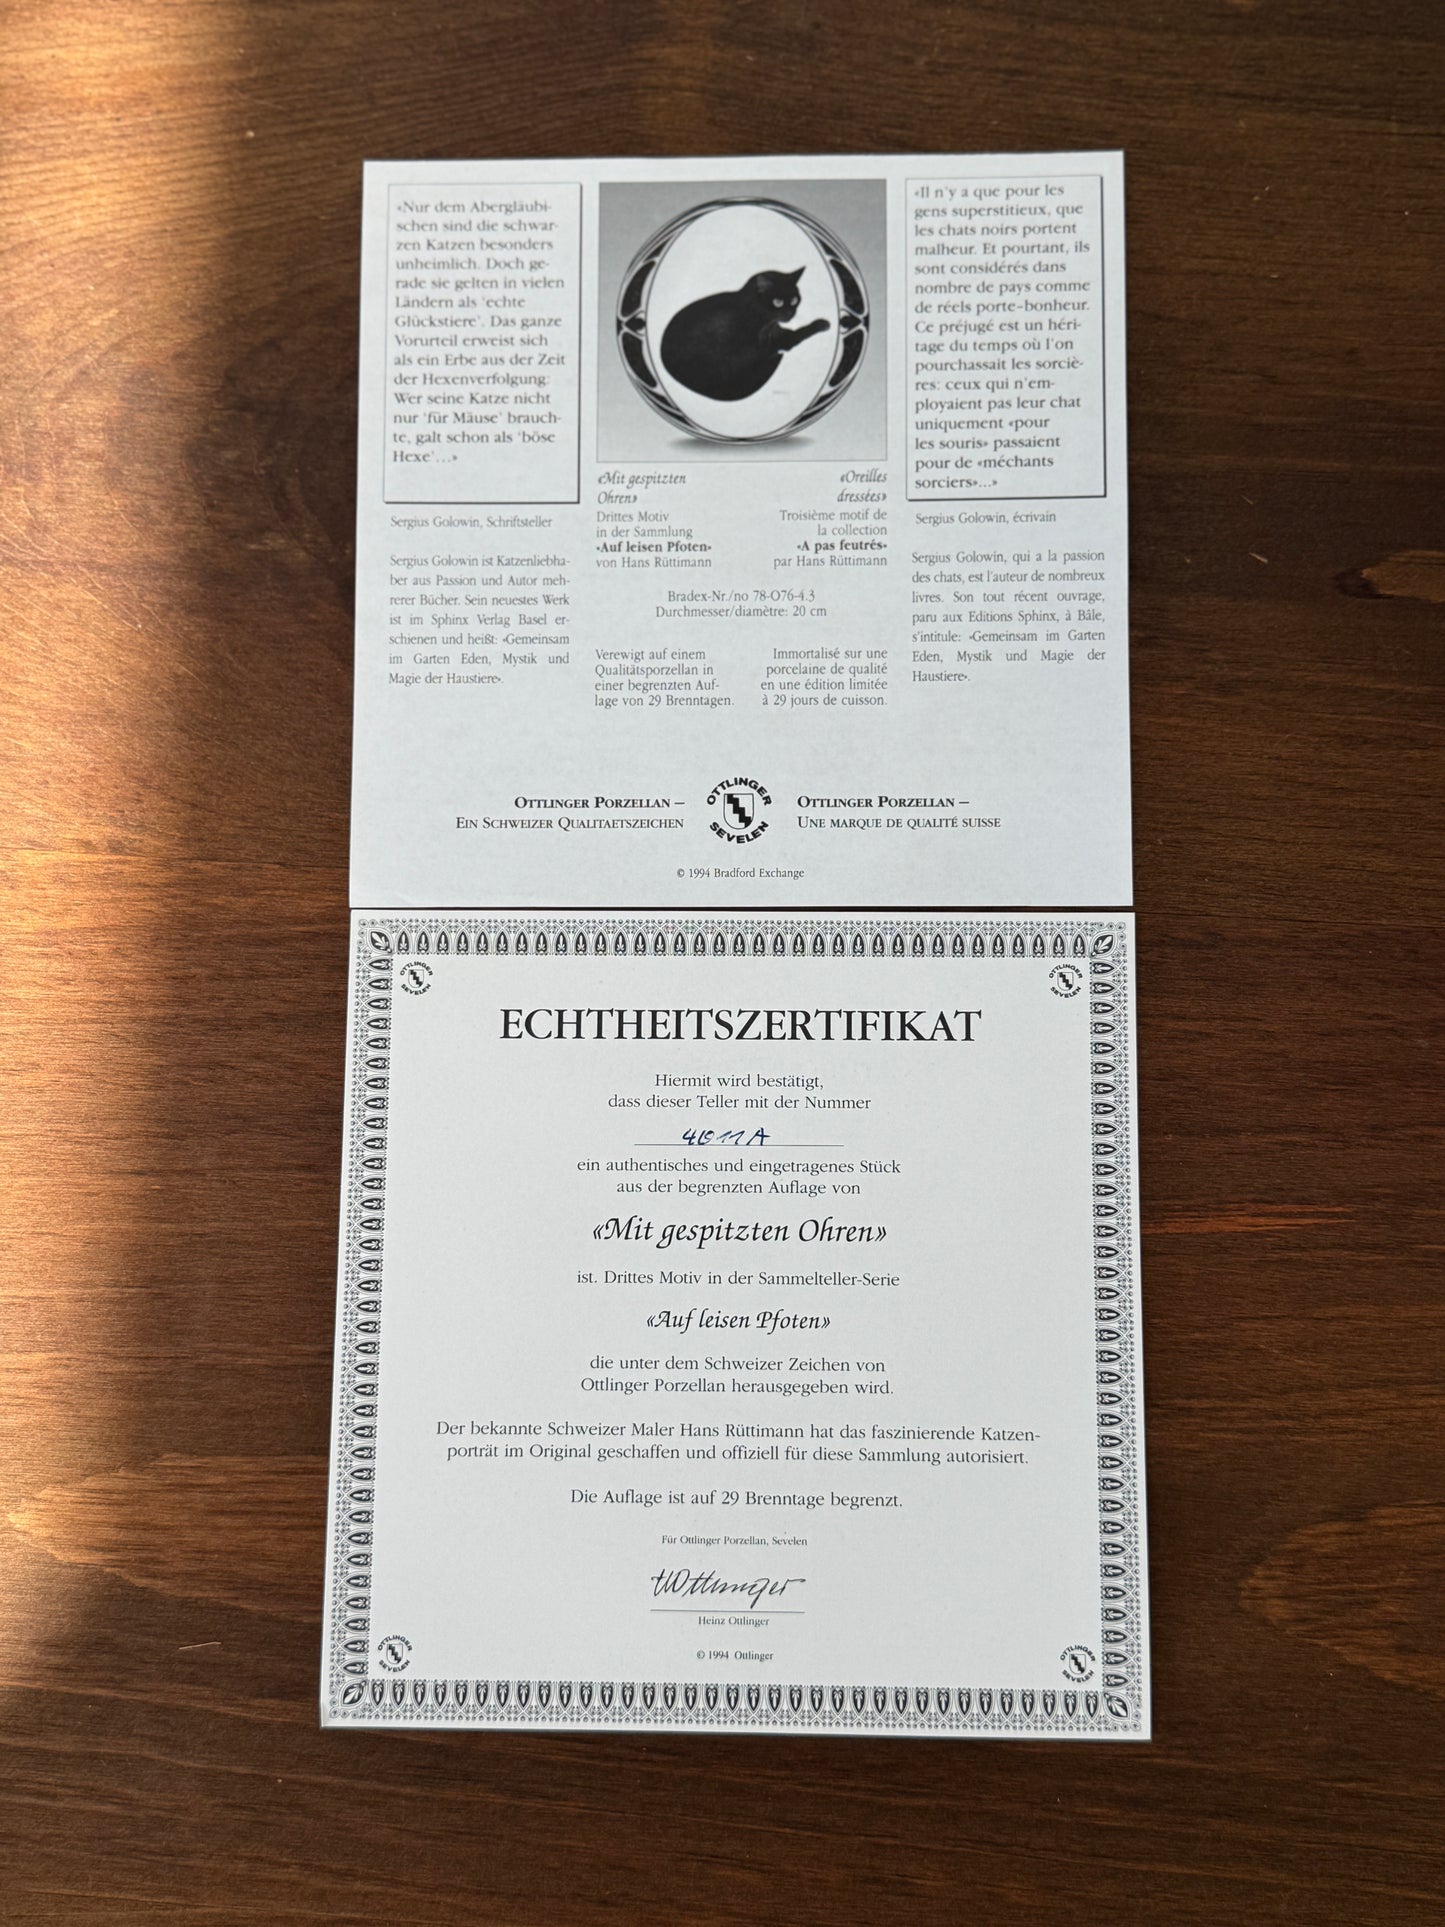 «Nur dem Abergläubi-
schen sind die schwar-
zen Katzen besonders
unheimlich. Doch ge-
rade sie gelten in vielen
Ländern als 'echte
Glückstiere'. Das ganze
Vorurteil erweist sich
als ein Erbe aus der Zeit
der Hexenverfolgung:
Wer seine Katze nicht
nur 'für Mäuse' brauch-
te, galt schon als 'böse
Hexe'...»
Sergius Golowin, Schriftsteller
Sergius Golowin ist Katzenliebha-
ber aus Passion und Autor meh-
rerer Bücher. Sein neuestes Werk
ist im Sphinx Verlag Basel er-
schienen und heißt: «Gemeinsam
im Garten Eden, Mystik und
Magie der Haustiere».
«Mit gespitzten
Ohren»
Drittes Motiv
in der Sammlung
«Auf leisen Pfoten»
von Hans Rüttimann
«Oreilles
dressées»
Troisième motif de
la collection
«A pas feutrés»
par Hans Rüttimann
Bradex-Nr./no 78-O76-4.3
Durchmesser/diamètre: 20 cm
Verewigt auf einem
Qualitätsporzellan in
einer begrenzten Auf-
lage von 29 Brenntagen.
Immortalisé sur une
porcelaine de qualité
en une édition limitée
à 29 jours de cuisson.
«Il n'y a que pour les
gens superstitieux, que
les chats noirs portent
malheur. Et pourtant, ils
sont considérés dans
nombre de pays comme
de réels porte-bonheur.
Ce préjugé est un héri-
tage du temps où l'on
pourchassait les sorciè-
res: ceux qui n'em-
ployaient pas leur chat
uniquement «pour
les souris» passaient
pour de «méchants
sorciers»...»
Sergius Golowin, écrivain
Sergius Golowin, qui a la passion
des chats, est l'auteur de nombreux
livres. Son tout récent ouvrage,
paru aux Editions Sphinx, à Bâle,
s'intitule: «Gemeinsam im Garten
Eden, Mystik und Magie der
Haustiere».
OTTLINGER PORZELLAN –
EIN SCHWEIZER QUALITAETSZEICHEN
OTTLINGER
SEVELEN
OTTLINGER PORZELLAN –
UNE MARQUE DE QUALITÉ SUISSE
© 1994 Bradford Exchange
OTTLINGER
SEVELEN
OTTLINGER
SEVELEN
ECHTHEITSZERTIFIKAT
Hiermit wird bestätigt,
dass dieser Teller mit der Nummer
ein authentisches und eingetragenes Stück
aus der begrenzten Auflage von
«Mit gespitzten Ohren»
ist. Drittes Motiv in der Sammelteller-Serie
«Auf leisen Pfoten»
die unter dem Schweizer Zeichen von
Ottlinger Porzellan herausgegeben wird.
Der bekannte Schweizer Maler Hans Rüttimann hat das faszinierende Katzen-
porträt im Original geschaffen und offiziell für diese Sammlung autorisiert.
Die Auflage ist auf 29 Brenntage begrenzt.
Für Ottlinger Porzellan, Sevelen
HOttlinger
Heinz Ottlinger
© 1994 Ottlinger
OTTLINGER
SEVELEN
OTTLINGER
SEVELEN